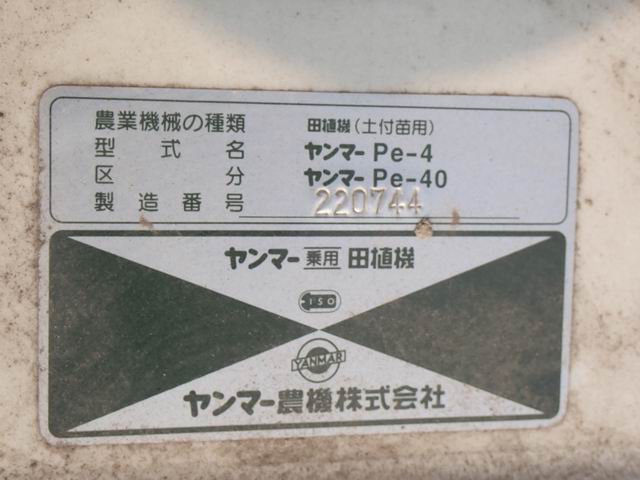 農業機械の種類 田植機(土付苗用)
型式名 ヤンマー Pe-4
区分 ヤンマー Pe-40
製造番号 220744
ヤンマー 乗用 田植機
ISO
YANMAR
ヤンマー農機株式会社